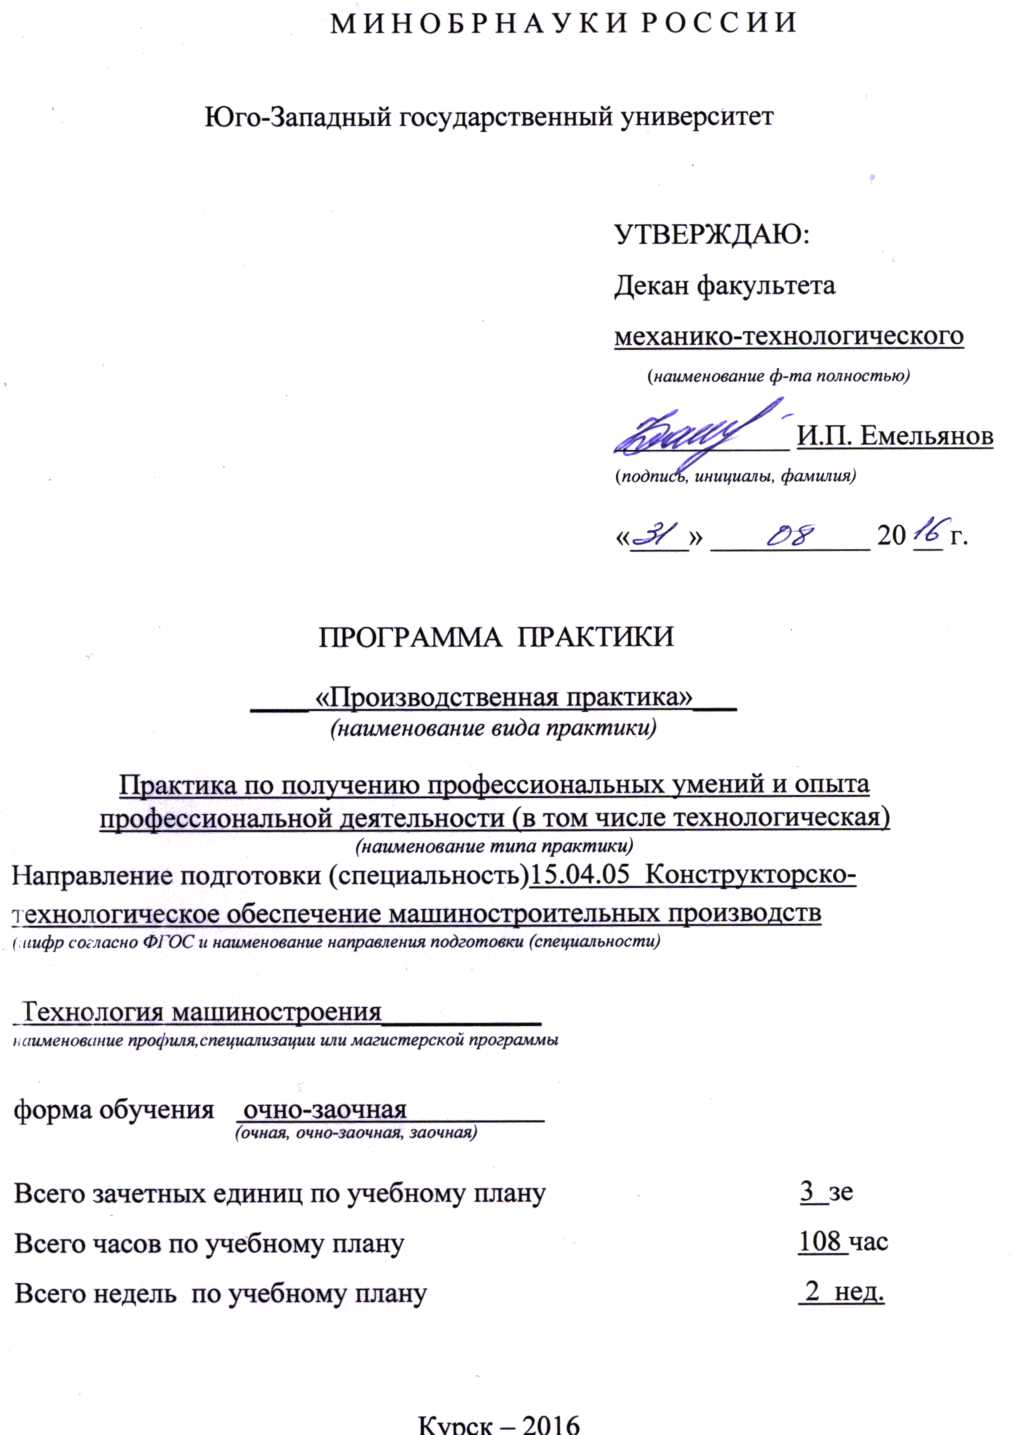 МИНОБРНАУКИ РОССИИ
Юго-Западный государственный университет
УТВЕРЖДАЮ:
Декан факультета
механико-технологического
(наименование ф-та полностью)
И.П. Емельянов
(подпись, инициалы, фамилия)
«31» 08 2016 г.
ПРОГРАММА ПРАКТИКИ
«Производственная практика»
(наименование вида практики)
Практика по получению профессиональных умений и опыта
профессиональной деятельности (в том числе технологическая)
(наименование типа практики)
Направление подготовки (специальность)15.04.05 Конструкторско-
технологическое обеспечение машиностроительных производств
(шифр согласно ФГОС и наименование направления подготовки (специальности)
Технология машиностроения
наименование профиля,специализации или магистерской программы
форма обучения очно-заочная
(очная, очно-заочная, заочная)
Всего зачетных единиц по учебному плану 3 зе
Всего часов по учебному плану 108 час
Всего недель по учебному плану 2 нед.
Курск – 2016